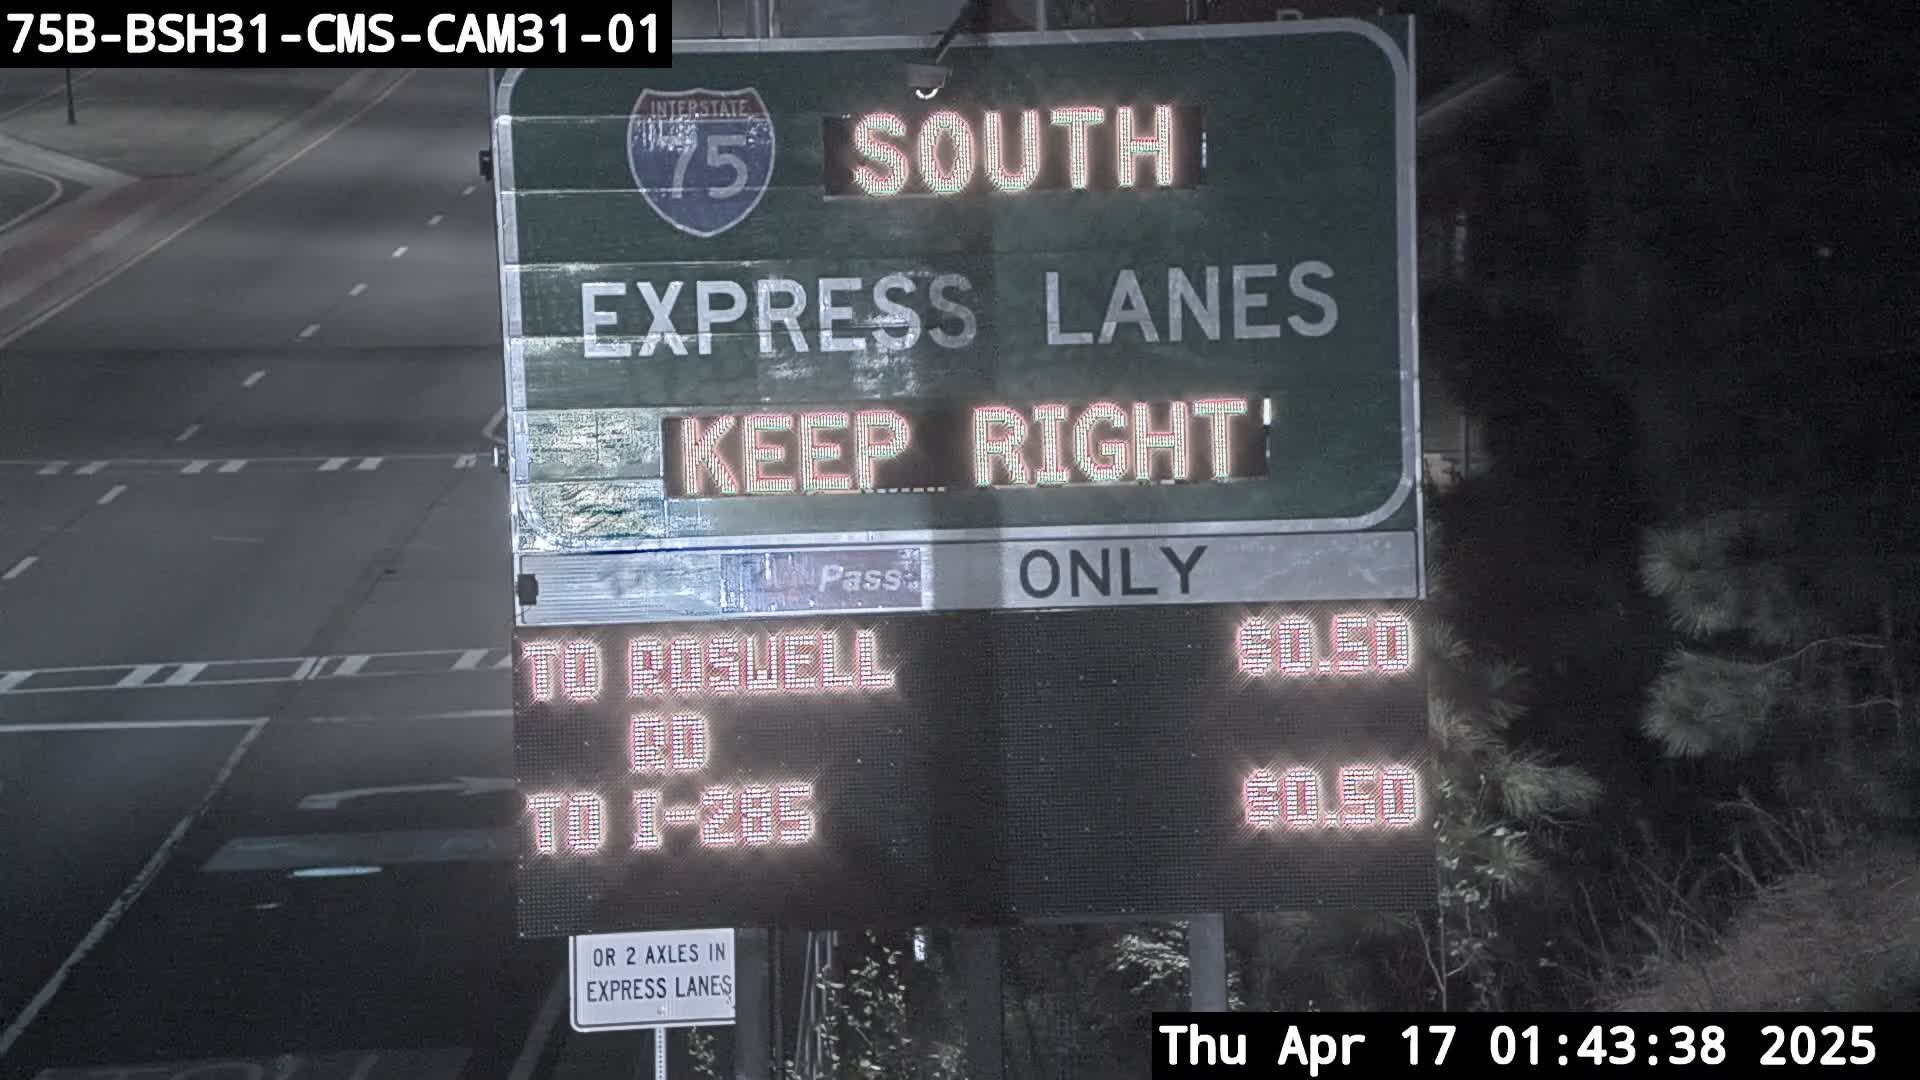 75B-BSH31-CMS-CAM31-01
INTERSTATE
75
SOUTH
EXPRESS LANES
KEEP RIGHT
Pass ONLY
TO ROSWELL $0.50
RD
TO I-285 $0.50
OR 2 AXLES IN
EXPRESS LANES
Thu Apr 17 01:43:38 2025